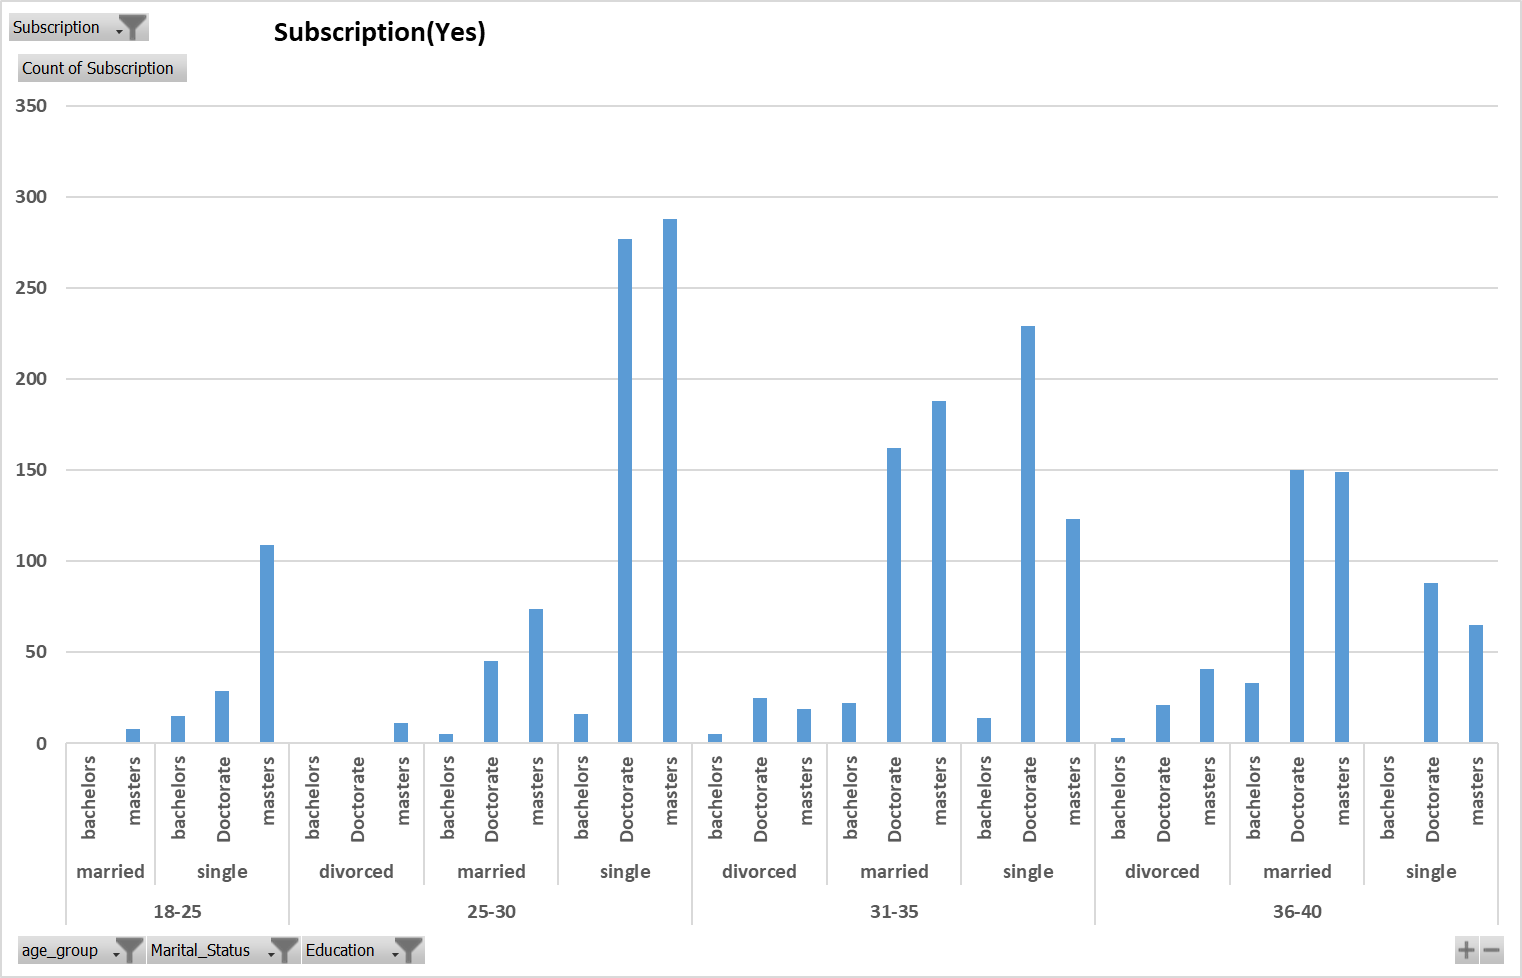 Subscription
Subscription(Yes)
Count of Subscription
350
300
250
200
150
100
50
0
bachelors masters bachelors Doctorate masters bachelors Doctorate masters bachelors Doctorate masters bachelors Doctorate masters bachelors Doctorate masters bachelors Doctorate masters bachelors Doctorate masters bachelors Doctorate masters bachelors Doctorate masters bachelors Doctorate masters
married single divorced married single divorced married single divorced married single
18-25 25-30 31-35 36-40
age_group Marital_Status Education